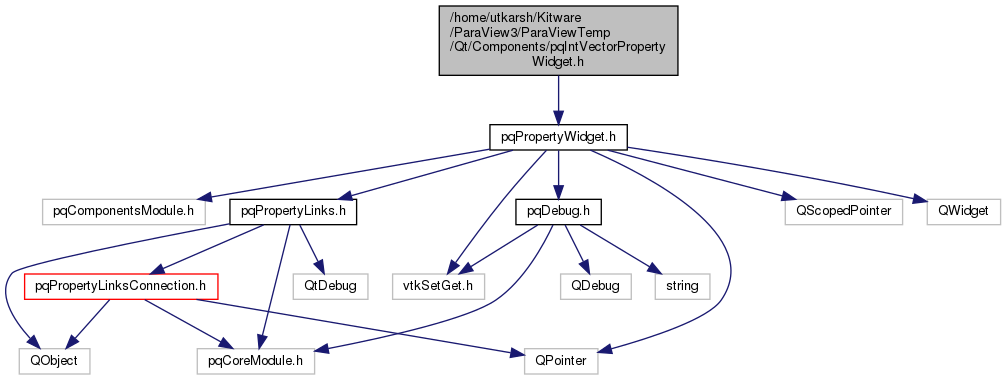 /home/utkarsh/Kitware
/ParaView3/ParaViewTemp
/Qt/Components/pqIntVectorProperty
Widget.h
pqPropertyWidget.h
pqComponentsModule.h
pqPropertyLinks.h
pqDebug.h
QScopedPointer
QWidget
pqPropertyLinksConnection.h
QtDebug
vtkSetGet.h
QDebug
string
QObject
pqCoreModule.h
QPointer